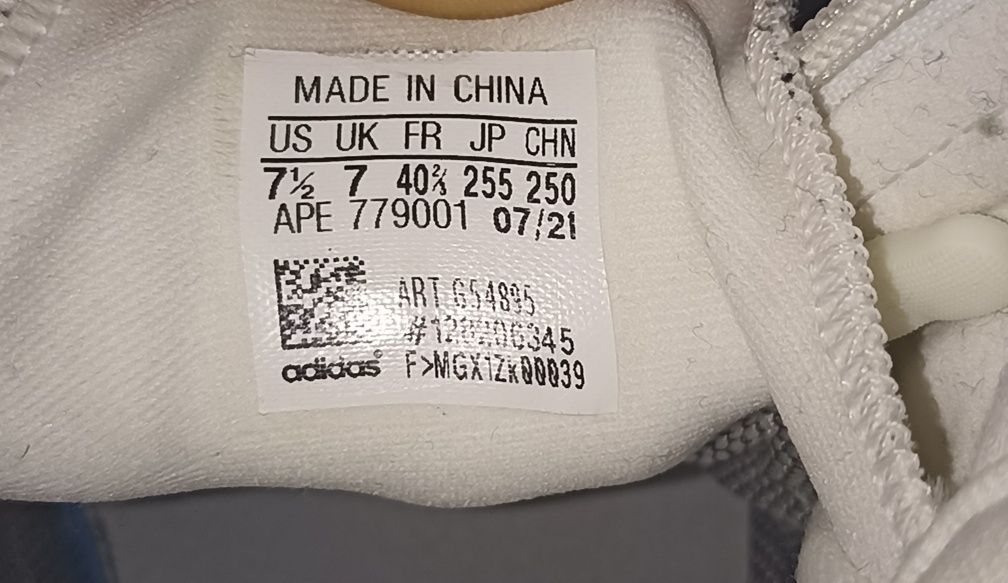 MADE IN CHINA
US UK FR JP CHN
7½ 7 40⅔ 255 250
APE 779001 07/21
ART G54895
adidas®